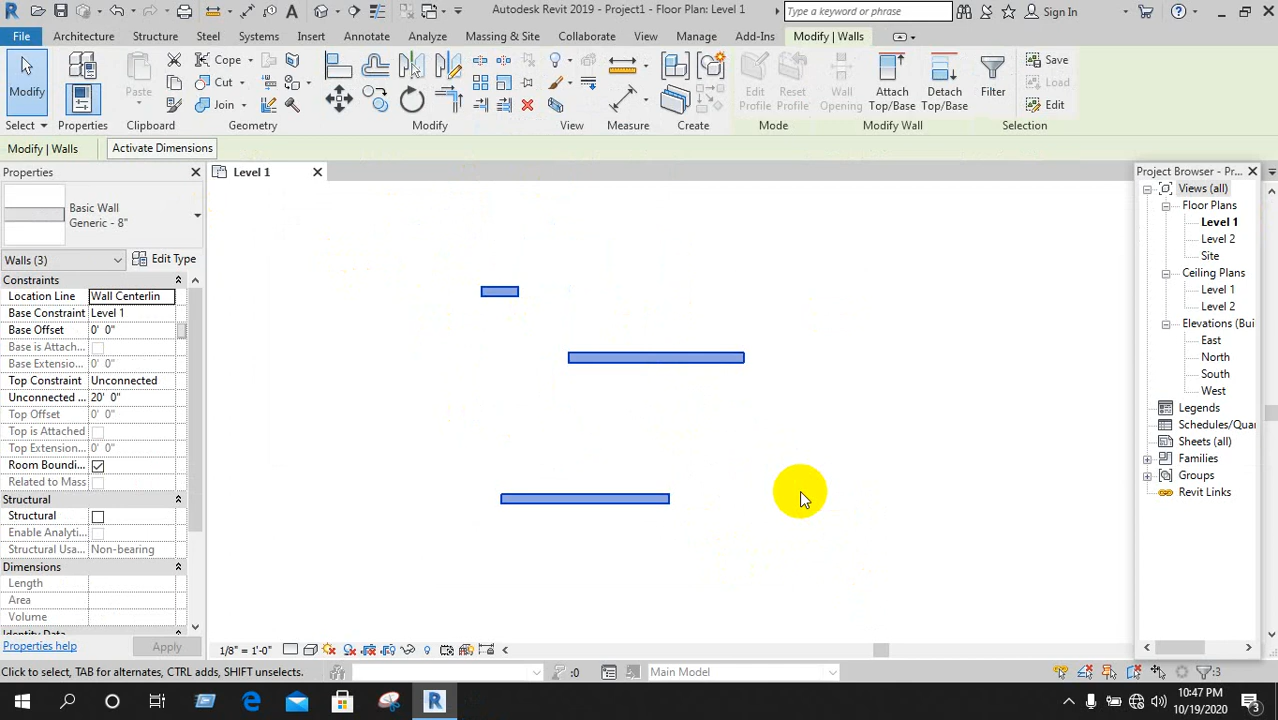 Autodesk Revit 2019 - Project1 - Floor Plan: Level 1
Type a keyword or phrase
Sign In
File
Architecture
Structure
Steel
Systems
Insert
Annotate
Analyze
Massing & Site
Collaborate
View
Manage
Add-Ins
Modify | Walls
Modify
Properties
Paste
Cope
Cut
Join
Edit
Profile
Reset
Profile
Wall
Opening
Attach
Top/Base
Detach
Top/Base
Filter
Save
Load
Edit
Select
Properties
Clipboard
Geometry
Modify
View
Measure
Create
Mode
Modify Wall
Selection
Modify | Walls
Activate Dimensions
Properties
Level 1
Project Browser - Pr...
Basic Wall
Generic - 8"
Walls (3)
Edit Type
Constraints
Location Line
Wall Centerlin
Base Constraint
Level 1
Base Offset
0' 0"
Base is Attach...
Base Extensio...
0' 0"
Top Constraint
Unconnected
Unconnected ...
20' 0"
Top Offset
0' 0"
Top is Attached
Top Extension...
0' 0"
Room Boundi...
Related to Mass
Structural
Structural
Enable Analyti...
Structural Usa...
Non-bearing
Dimensions
Length
Area
Volume
Identity Data
Properties help
Apply
Views (all)
Floor Plans
Level 1
Level 2
Site
Ceiling Plans
Level 1
Level 2
Elevations (Bui
East
North
South
West
Legends
Schedules/Qua
Sheets (all)
Families
Groups
Revit Links
1/8" = 1'-0"
Click to select, TAB for alternates, CTRL adds, SHIFT unselects.
:0
Main Model
:3
10:47 PM
10/19/2020
3